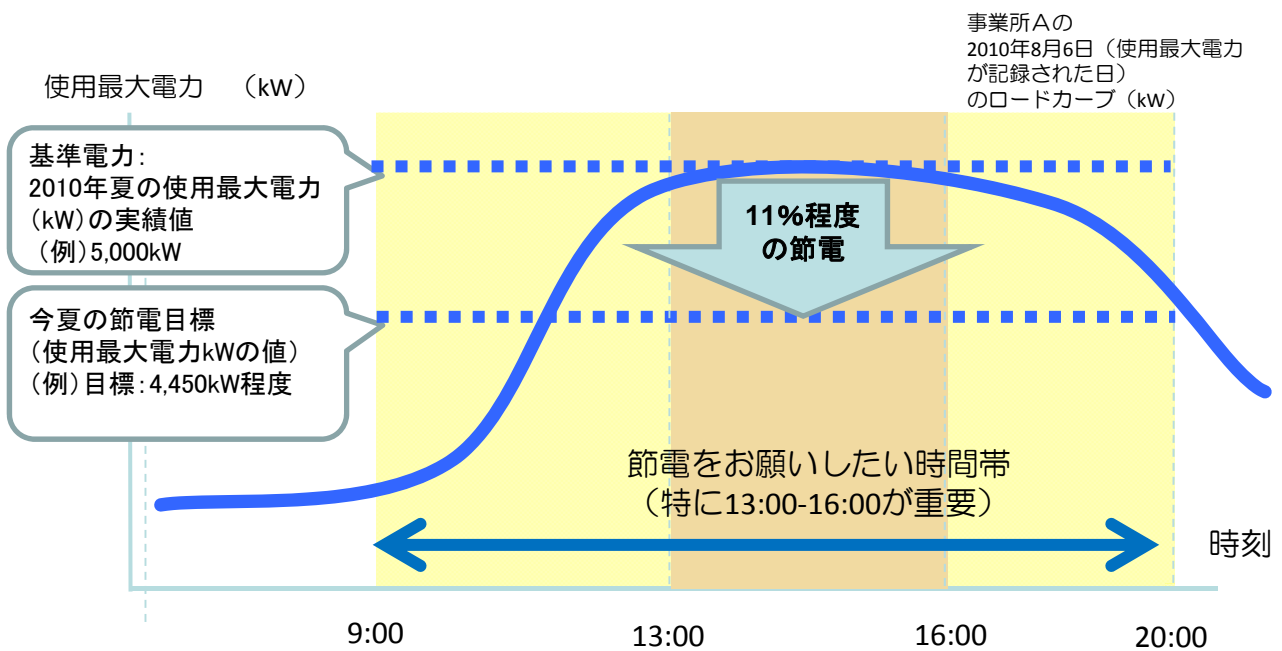 事業所Aの
2010年8月6日（使用最大電力
が記録された日）
のロードカーブ（kW）
使用最大電力　（kW）
基準電力：
2010年夏の使用最大電力
（kW）の実績値
（例）5,000kW
11%程度
の節電
今夏の節電目標
（使用最大電力kWの値）
（例）目標：4,450kW程度
節電をお願いしたい時間帯
（特に13:00-16:00が重要）
時刻
9:00
13:00
16:00
20:00